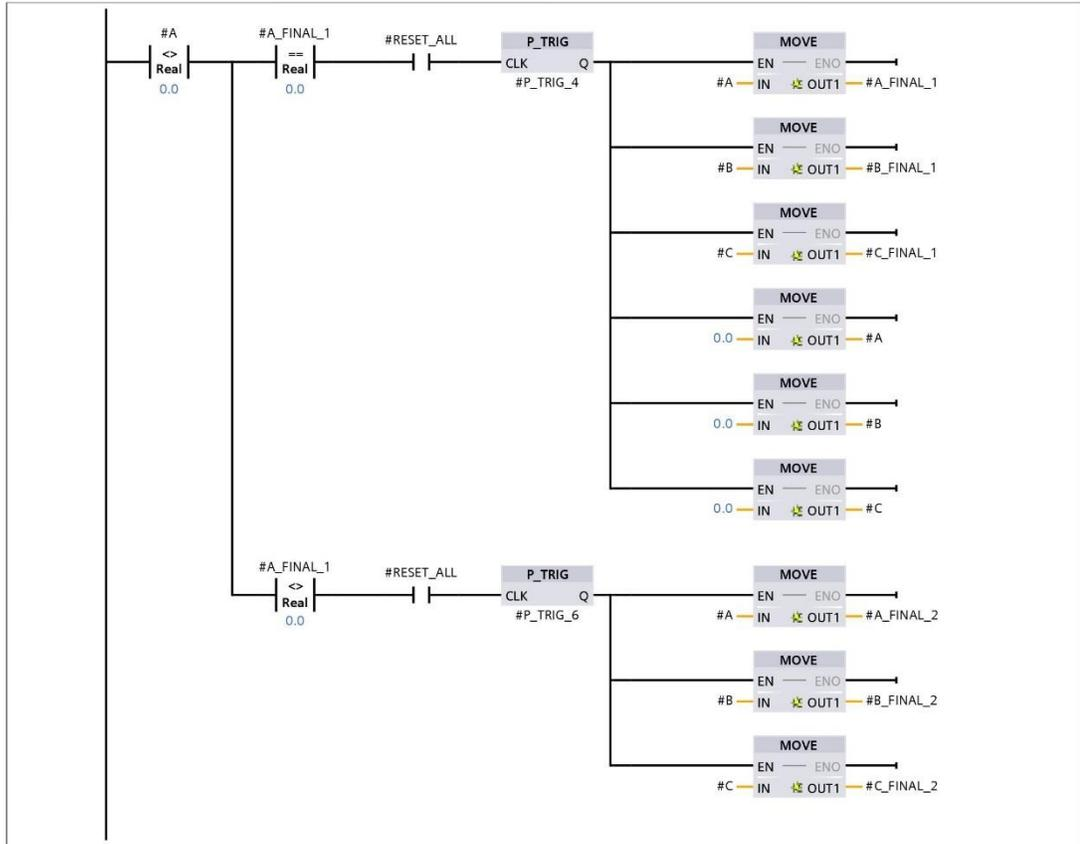 #A #A_FINAL_1 #RESET_ALL P_TRIG MOVE
<> == CLK Q EN ENO
Real Real #P_TRIG_4 #A IN OUT1 #A_FINAL_1
0.0 0.0
MOVE
EN ENO
#B IN OUT1 #B_FINAL_1
MOVE
EN ENO
#C IN OUT1 #C_FINAL_1
MOVE
EN ENO
0.0 IN OUT1 #A
MOVE
EN ENO
0.0 IN OUT1 #B
MOVE
EN ENO
0.0 IN OUT1 #C
#A_FINAL_1 #RESET_ALL P_TRIG MOVE
<> CLK Q EN ENO
Real #P_TRIG_6 #A IN OUT1 #A_FINAL_2
0.0
MOVE
EN ENO
#B IN OUT1 #B_FINAL_2
MOVE
EN ENO
#C IN OUT1 #C_FINAL_2